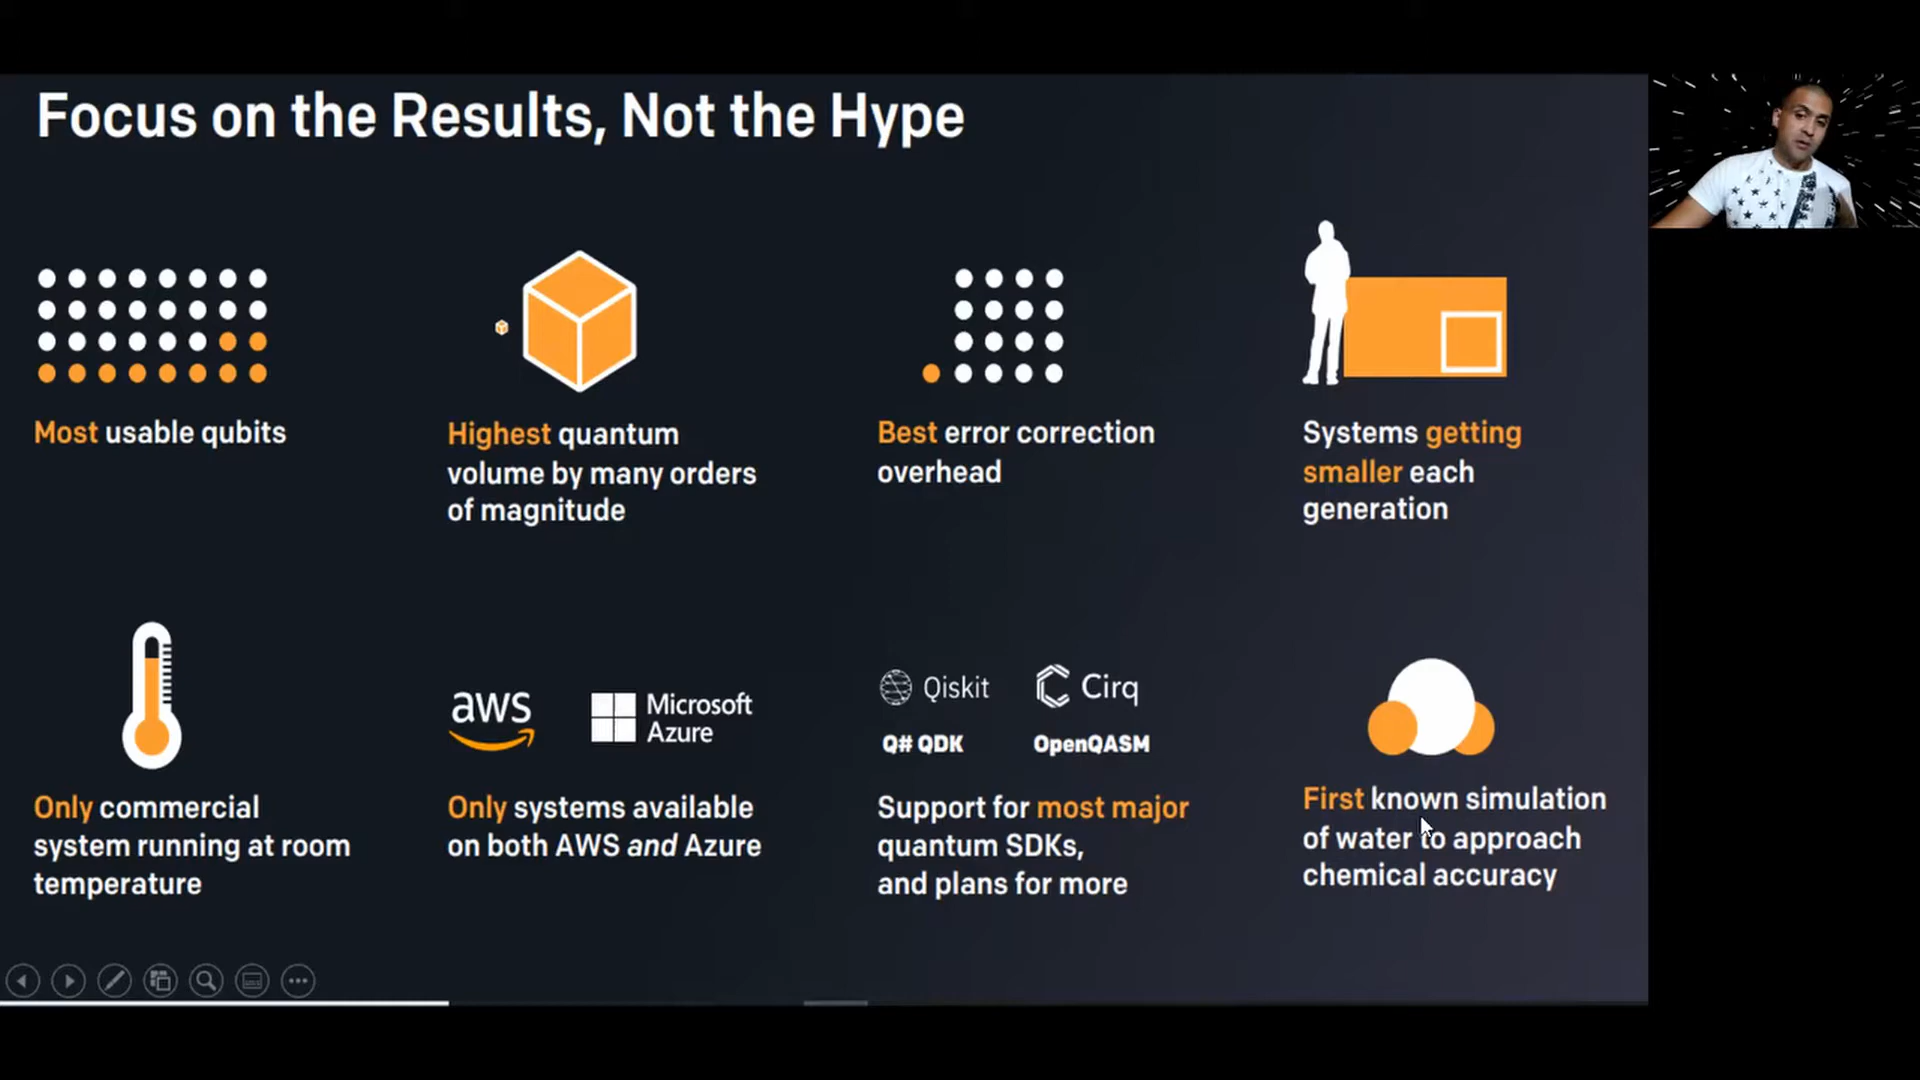 Focus on the Results, Not the Hype
Most usable qubits
Highest quantum
volume by many orders
of magnitude
Best error correction
overhead
Systems getting
smaller each
generation
Only commercial
system running at room
temperature
aws
Microsoft
Azure
Only systems available
on both AWS and Azure
Qiskit
Cirq
Q# QDK
OpenQASM
Support for most major
quantum SDKs,
and plans for more
First known simulation
of water to approach
chemical accuracy